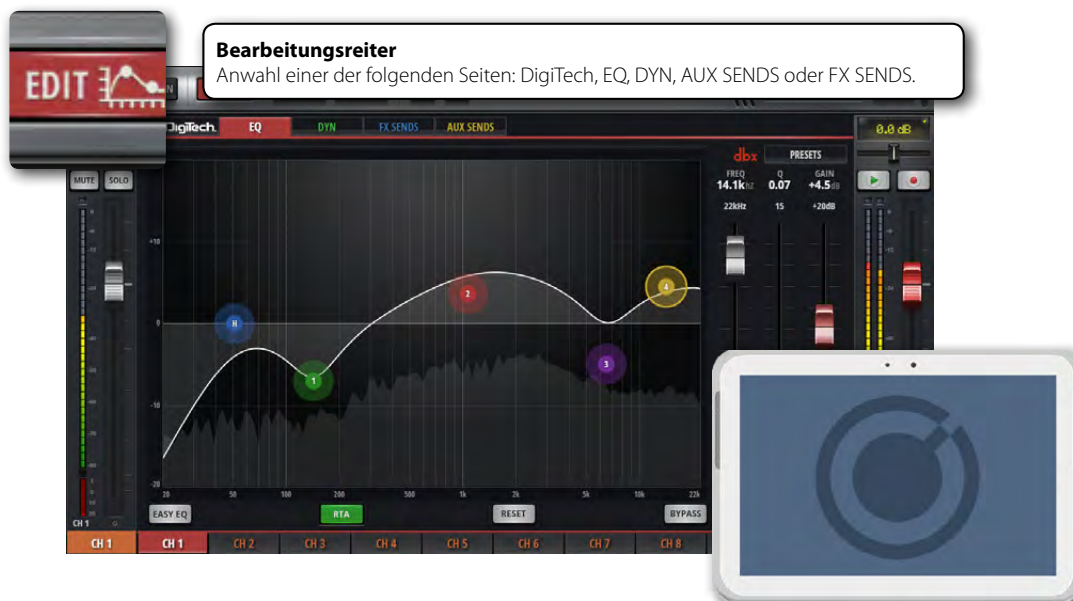 EDIT
Bearbeitungsreiter
Anwahl einer der folgenden Seiten: DigiTech, EQ, DYN, AUX SENDS oder FX SENDS.
DigiTech. EQ DYN FX SENDS AUX SENDS
0.0 dB
dbx PRESETS
FREQ Q GAIN
14.1kHz 0.07 +4.5dB
22kHz 15 +20dB
MUTE SOLO
+10
0
-10
-20
H
1
2
3
4
20 50 100 200 500 1k 2k 5k 10k 22k
EASY EQ RTA RESET BYPASS
CH 1
CH 1 CH 1 CH 2 CH 3 CH 4 CH 5 CH 6 CH 7 CH 8